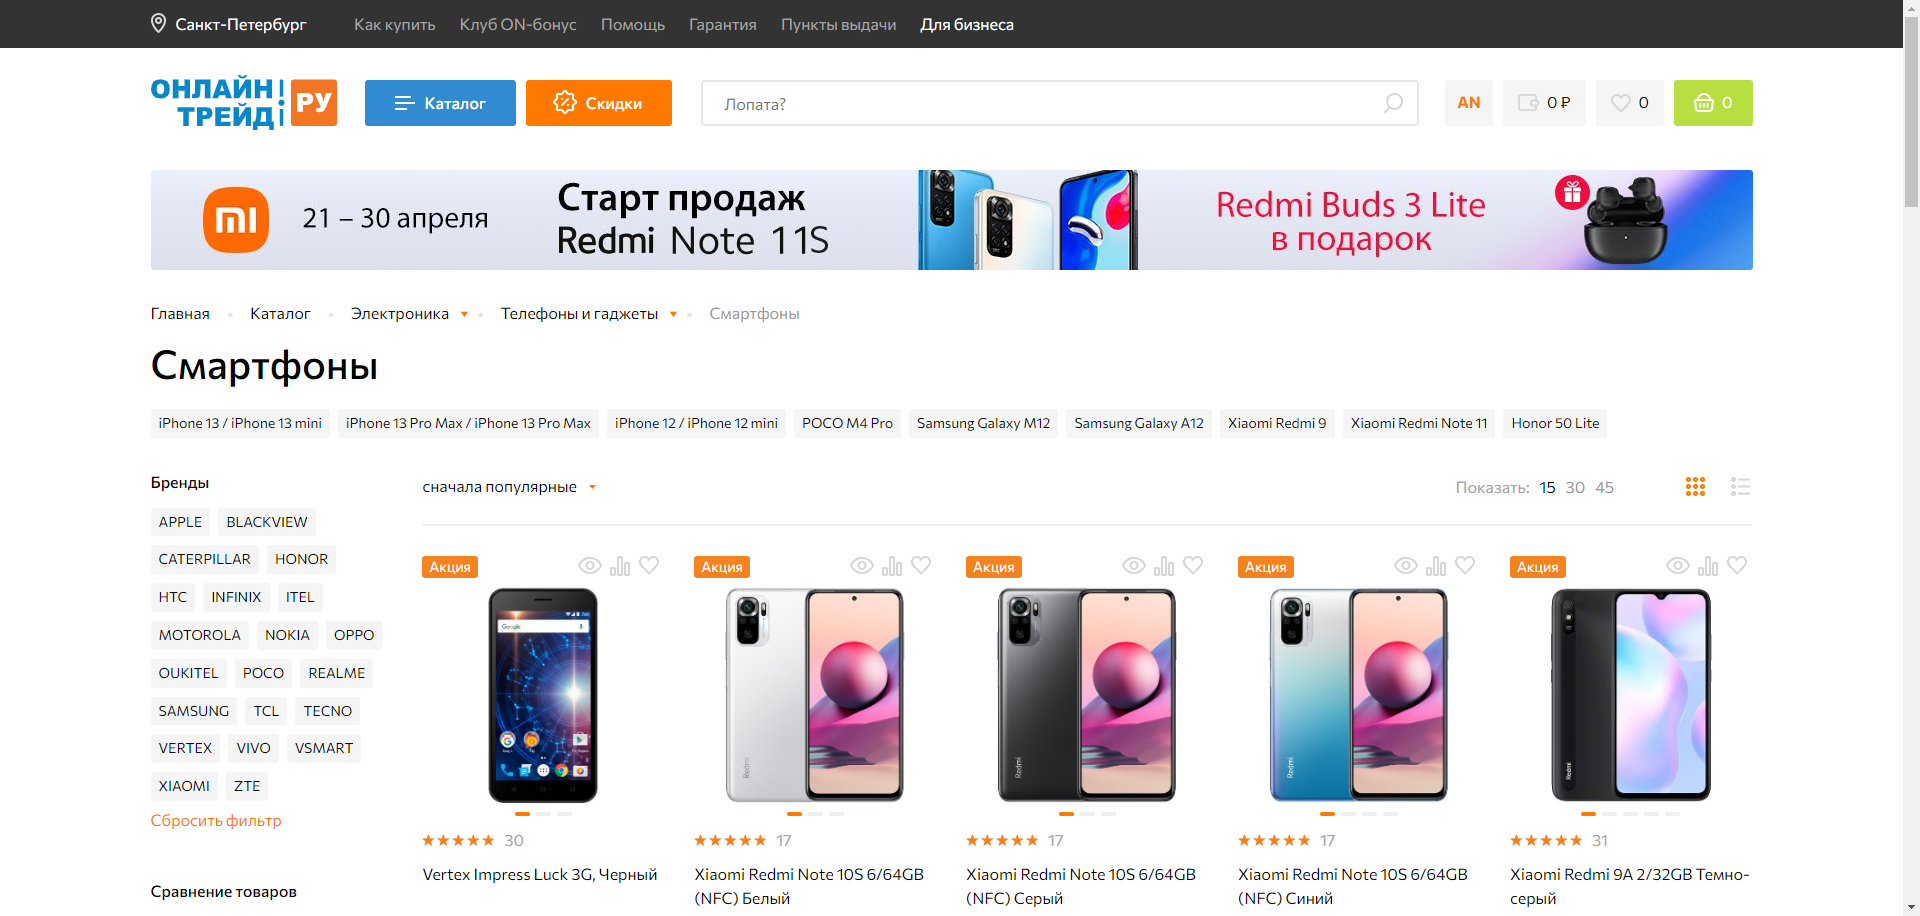 Санкт-Петербург Как купить Клуб ON-бонус Помощь Гарантия Пункты выдачи Для бизнеса
ОНЛАЙН ТРЕЙД РУ
Каталог Скидки Лопата? AN 0 ₽ 0 0
21 – 30 апреля
Старт продаж
Redmi Note 11S
Redmi Buds 3 Lite
в подарок
Главная Каталог Электроника Телефоны и гаджеты Смартфоны
Смартфоны
iPhone 13 / iPhone 13 mini iPhone 13 Pro Max / iPhone 13 Pro Max iPhone 12 / iPhone 12 mini POCO M4 Pro Samsung Galaxy M12 Samsung Galaxy A12 Xiaomi Redmi 9 Xiaomi Redmi Note 11 Honor 50 Lite
Бренды
APPLE BLACKVIEW
CATERPILLAR HONOR
HTC INFINIX ITEL
MOTOROLA NOKIA OPPO
OUKITEL POCO REALME
SAMSUNG TCL TECNO
VERTEX VIVO VSMART
XIAOMI ZTE
Сбросить фильтр
Сравнение товаров
сначала популярные Показать: 15 30 45
Акция Акция Акция Акция Акция
Google
Redmi Redmi Redmi Redmi
30 17 17 17 31
Vertex Impress Luck 3G, Черный
Xiaomi Redmi Note 10S 6/64GB
(NFC) Белый
Xiaomi Redmi Note 10S 6/64GB
(NFC) Серый
Xiaomi Redmi Note 10S 6/64GB
(NFC) Синий
Xiaomi Redmi 9A 2/32GB Темно-
серый